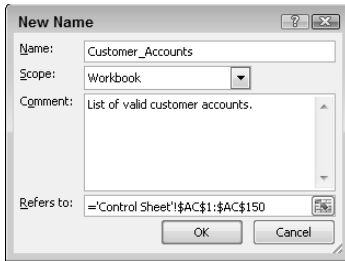 New Name
Name: Customer_Accounts
Scope: Workbook
Comment: List of valid customer accounts.
Refers to: ='Control Sheet'!$AC$1:$AC$150
OK Cancel